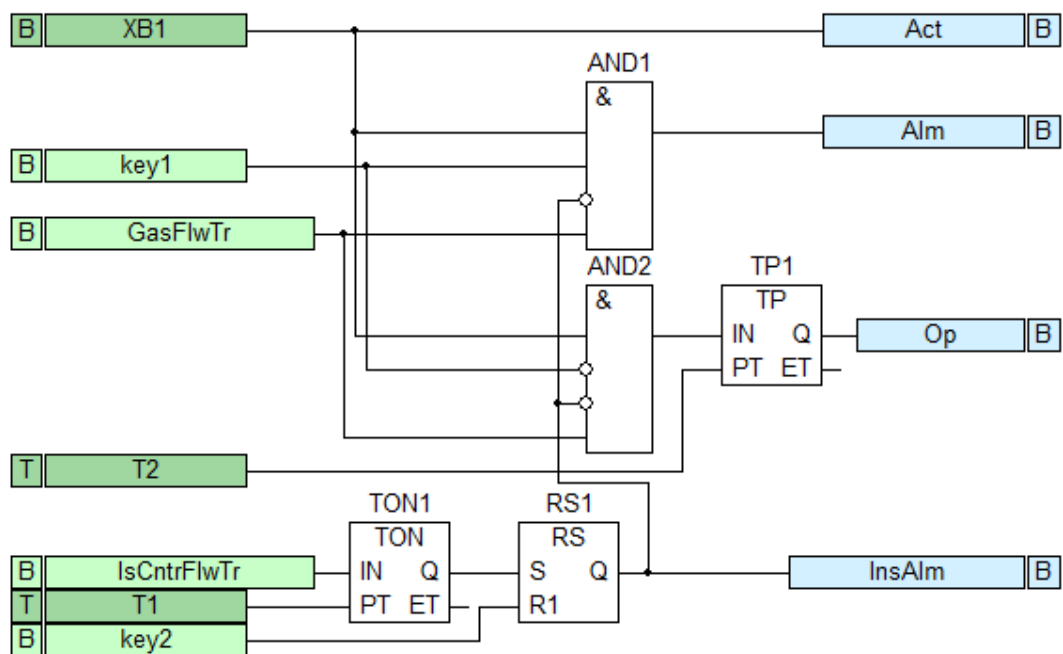 B XB1 Act B
AND1
&
B key1 Alm B
B GasFlwTr
AND2 TP1
& TP
IN Q Op B
PT ET
B T2
TON1 RS1
TON RS
B IsCntrFlwTr IN Q S Q InsAlm B
T T1 PT ET R1
B key2